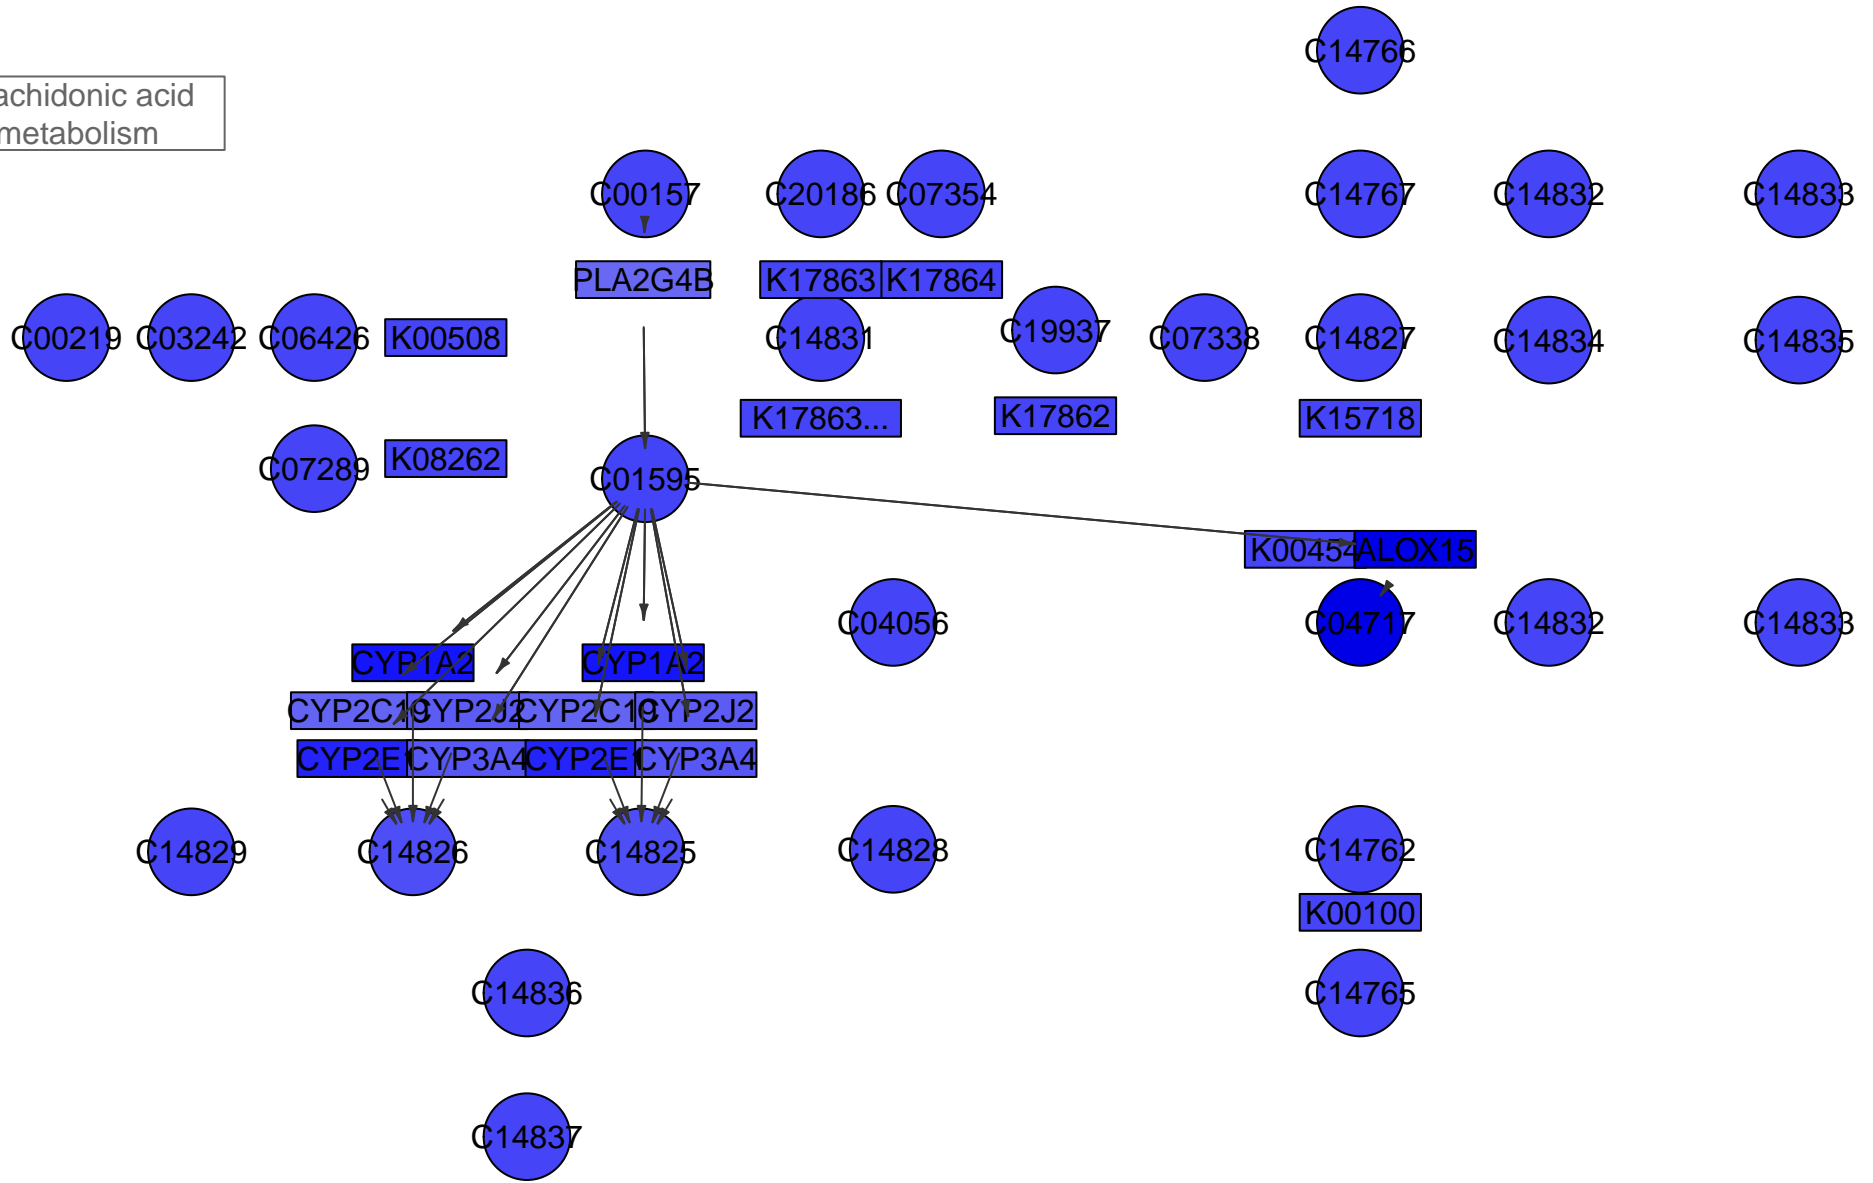 C14766
achidonic acid
metabolism
C00157
C20186
C07354
C14767
C14832
C14833
PLA2G4B
K17863
K17864
C00219
C03242
C06426
K00508
C14831
C19937
C07338
C14827
C14834
C14835
K17863...
K17862
K15718
C07289
K08262
C01595
K00454
ALOX15
C04056
C04717
C14832
C14833
CYP1A2
CYP1A2
CYP2C19
CYP2J2
CYP2C19
CYP2J2
CYP2E1
CYP3A4
CYP2E1
CYP3A4
C14829
C14826
C14825
C14828
C14762
K00100
C14836
C14765
C14837